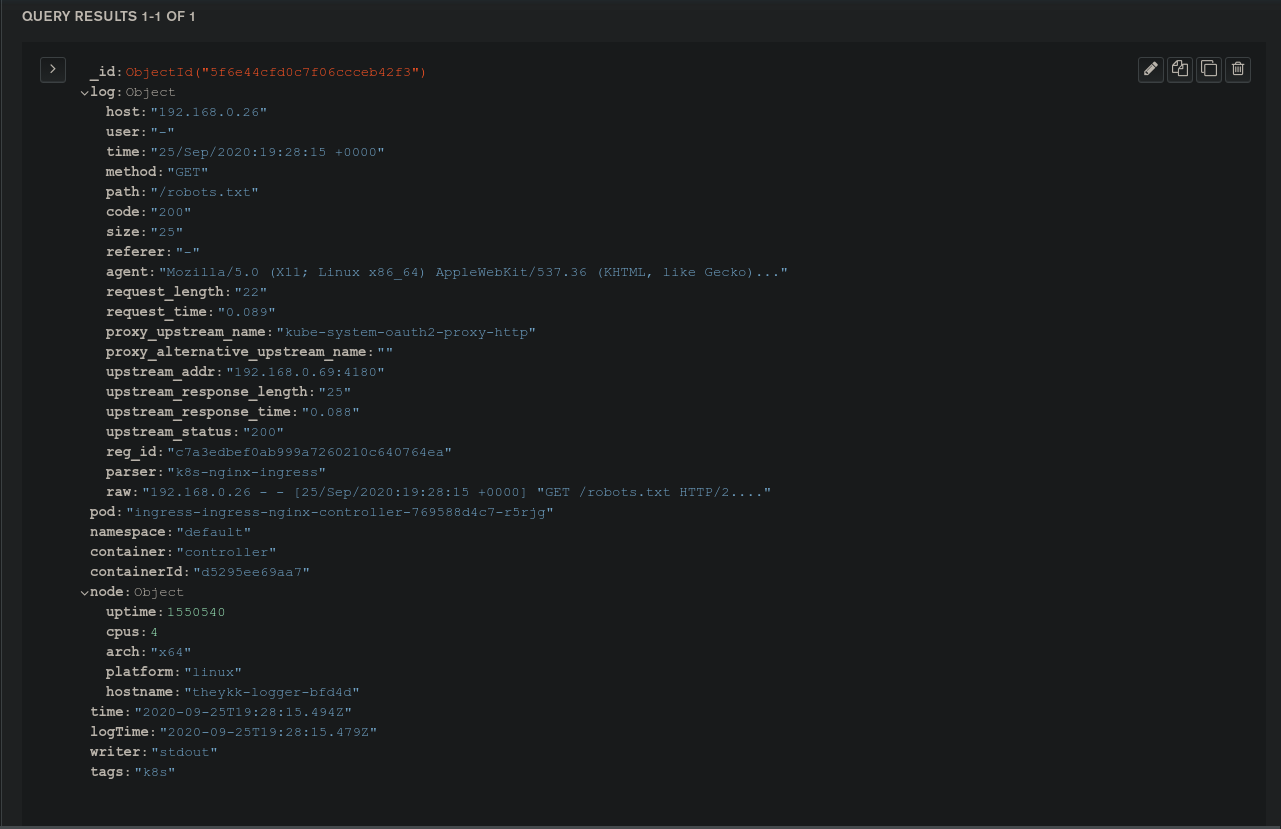 QUERY RESULTS 1-1 OF 1
_id: ObjectId("5f6e44cfd0c7f06ccceb42f3")
log: Object
host: "192.168.0.26"
user: "-"
time: "25/Sep/2020:19:28:15 +0000"
method: "GET"
path: "/robots.txt"
code: "200"
size: "25"
referer: "-"
agent: "Mozilla/5.0 (X11; Linux x86_64) AppleWebKit/537.36 (KHTML, like Gecko)..."
request_length: "22"
request_time: "0.089"
proxy_upstream_name: "kube-system-oauth2-proxy-http"
proxy_alternative_upstream_name: ""
upstream_addr: "192.168.0.69:4180"
upstream_response_length: "25"
upstream_response_time: "0.088"
upstream_status: "200"
reg_id: "c7a3edbef0ab999a7260210c640764ea"
parser: "k8s-nginx-ingress"
raw: "192.168.0.26 - - [25/Sep/2020:19:28:15 +0000] "GET /robots.txt HTTP/2...."
pod: "ingress-ingress-nginx-controller-769588d4c7-r5rjg"
namespace: "default"
container: "controller"
containerId: "d5295ee69aa7"
node: Object
uptime: 1550540
cpus: 4
arch: "x64"
platform: "linux"
hostname: "theykk-logger-bfd4d"
time: "2020-09-25T19:28:15.494Z"
logTime: "2020-09-25T19:28:15.479Z"
writer: "stdout"
tags: "k8s"